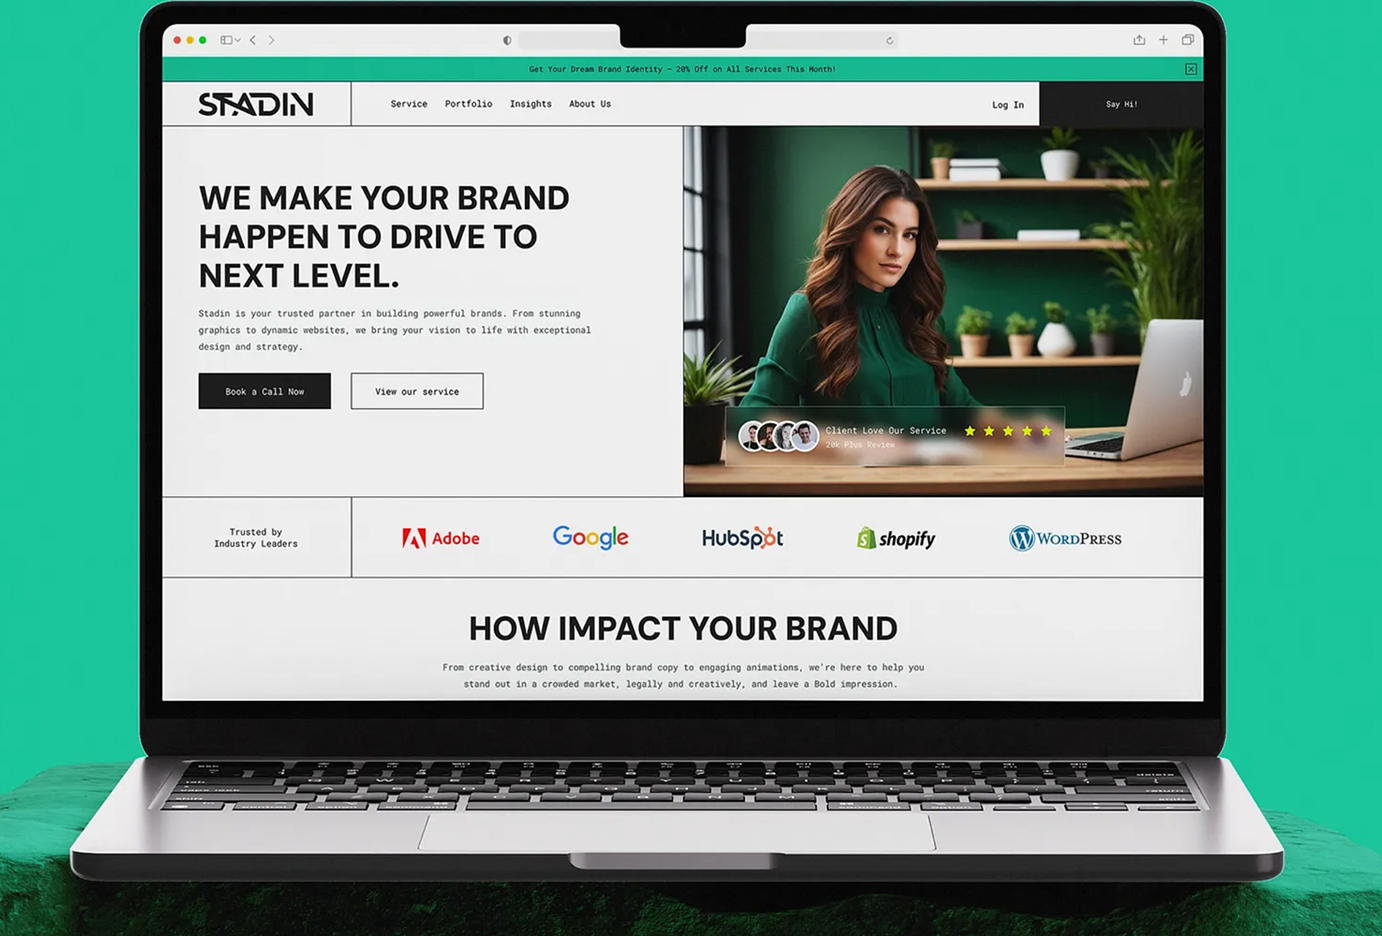 Get Your Dream Brand Identity – 20% Off on All Services This Month!
STADIN
Service Portfolio Insights About Us
Log In
Say Hi!
WE MAKE YOUR BRAND
HAPPEN TO DRIVE TO
NEXT LEVEL.
Stadin is your trusted partner in building powerful brands. From stunning
graphics to dynamic websites, we bring your vision to life with exceptional
design and strategy.
Book a Call Now
View our service
Client Love Our Service
20k Plus Review
Trusted by
Industry Leaders
Adobe
Google
HubSpot
shopify
WORDPRESS
HOW IMPACT YOUR BRAND
From creative design to compelling brand copy to engaging animations, we're here to help you
stand out in a crowded market, legally and creatively, and leave a Bold impression.